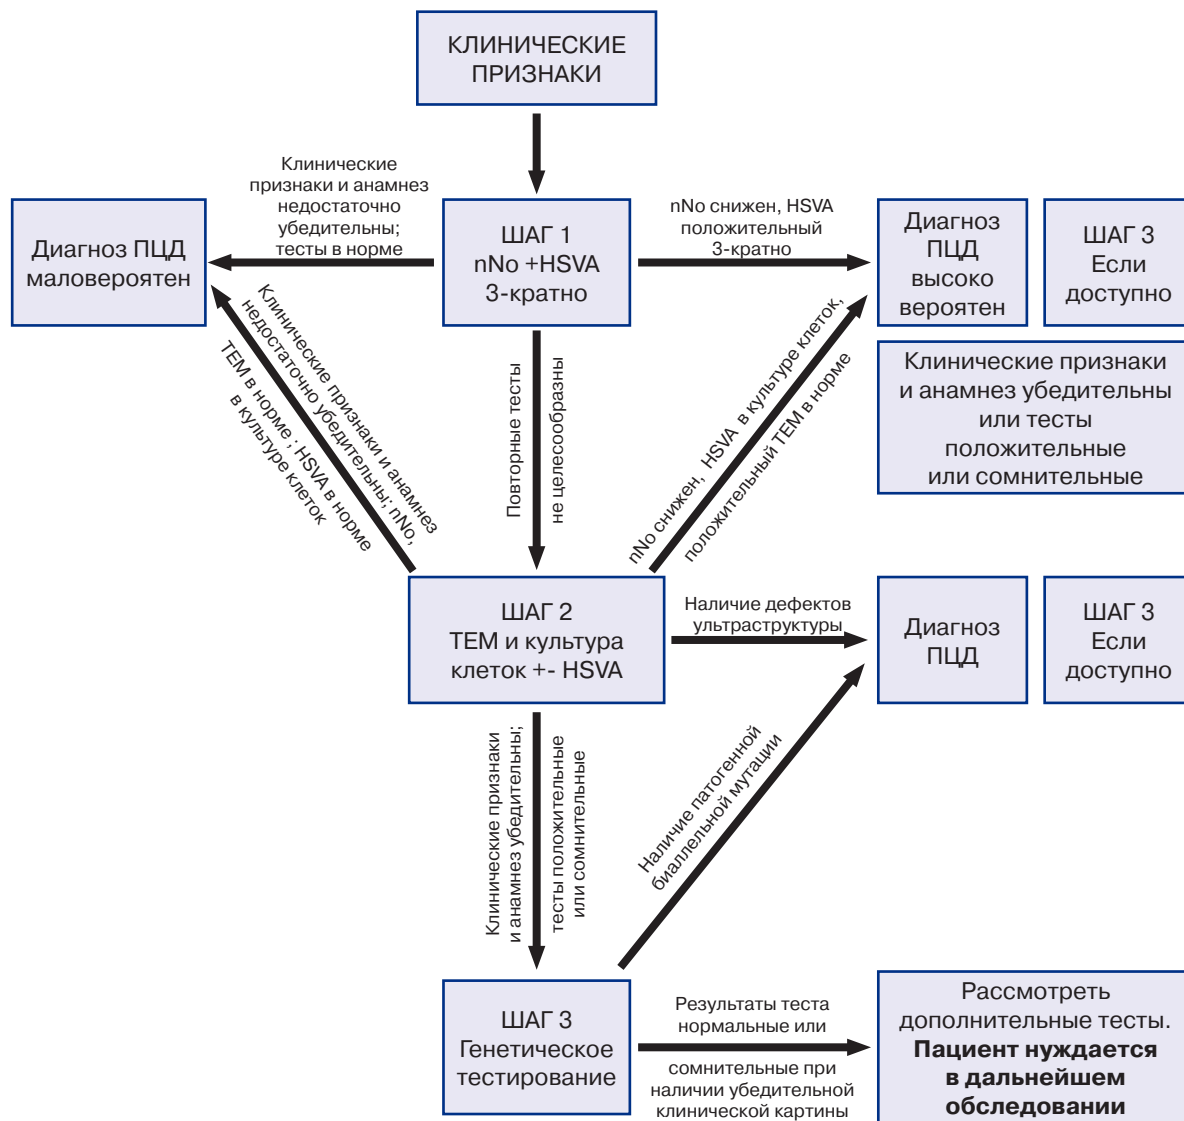 КЛИНИЧЕСКИЕ
ПРИЗНАКИ
Клинические
признаки и анамнез
недостаточно
убедительны;
тесты в норме
nNo снижен, HSVA
положительный
3-кратно
Диагноз ПЦД
маловероятен
ШАГ 1
nNo +HSVA
3-кратно
Диагноз
ПЦД
высоко
вероятен
ШАГ 3
Если
доступно
Клинические признаки
и анамнез убедительны
или тесты
положительные
или сомнительные
Клинические признаки и анамнез
недостаточно убедительны; nNo,
ТЕМ в норме ; HSVA в норме
в культуре клеток
Повторные тесты
не целесообразны
nNo снижен, HSVA в культуре клеток,
положительный ТЕМ в норме
ШАГ 2
ТЕМ и культура
клеток +- HSVA
Наличие дефектов
ультраструктуры
Диагноз
ПЦД
ШАГ 3
Если
доступно
Клинические признаки
и анамнез убедительны;
тесты положительные
или сомнительные
Наличие патогенной
биаллельной мутации
ШАГ 3
Генетическое
тестирование
Результаты теста
нормальные или
сомнительные при
наличии убедительной
клинической картины
Рассмотреть
дополнительные тесты.
Пациент нуждается
в дальнейшем
обследовании